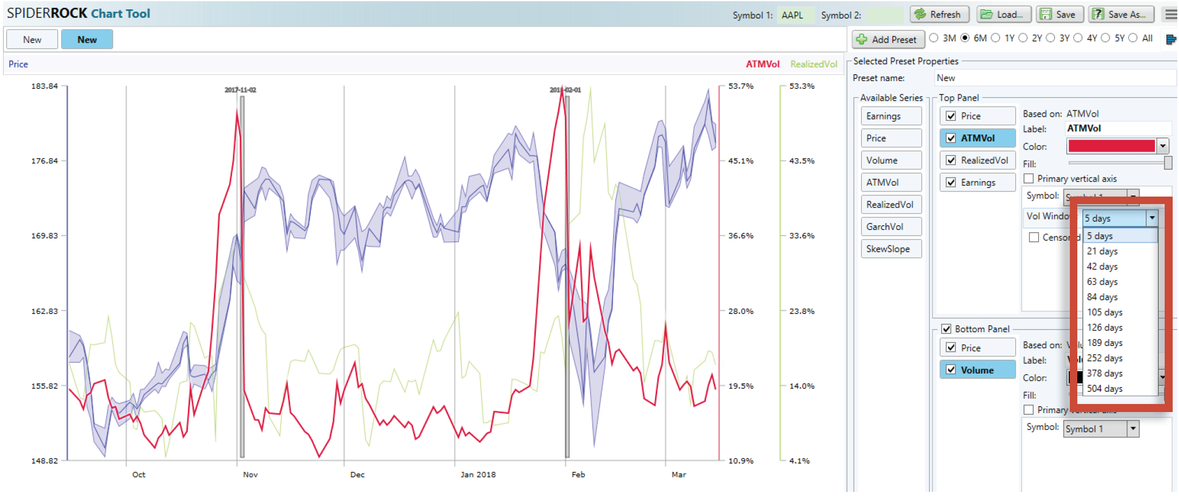 SPIDERROCK Chart Tool
Symbol 1: AAPL Symbol 2: Refresh Load... Save Save As...
New New
Add Preset 3M 6M 1Y 2Y 3Y 4Y 5Y All
Price ATMVol RealizedVol
183.84
176.84
169.83
162.83
155.82
148.82
2017-11-02
53.7%
45.1%
36.6%
28.0%
19.5%
10.9%
53.3%
43.5%
33.6%
23.8%
14.0%
4.1%
Oct Nov Dec Jan 2018 Feb Mar
Selected Preset Properties
Preset name: New
Available Series
Earnings
Price
Volume
ATMVol
RealizedVol
GarchVol
SkewSlope
Top Panel
Price
ATMVol
RealizedVol
Earnings
Based on: ATMVol
Label: ATMVol
Color:
Fill:
Primary vertical axis
Symbol: Symbol 1
Vol Window 5 days
Censored
5 days
21 days
42 days
63 days
84 days
105 days
126 days
189 days
252 days
378 days
504 days
Bottom Panel
Price
Volume
Based on:
Label:
Color:
Fill:
Primary vertical axis
Symbol: Symbol 1